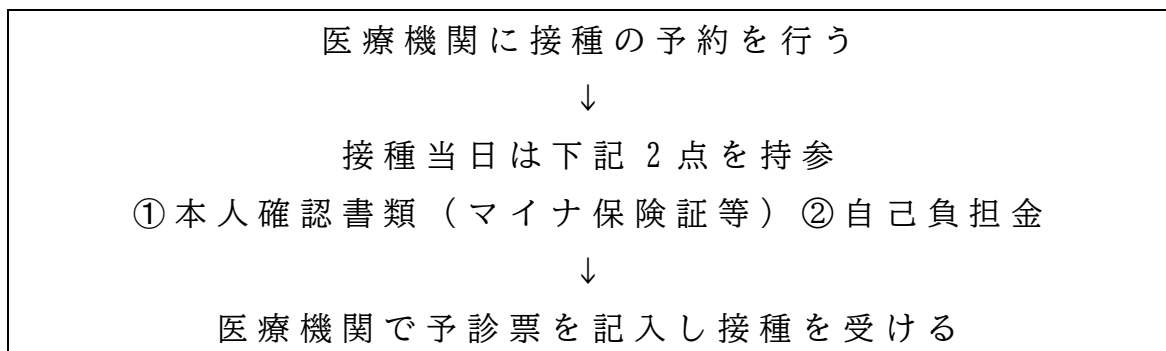 医療機関に接種の予約を行う
↓
接種当日は下記2点を持参
①本人確認書類（マイナ保険証等）②自己負担金
↓
医療機関で予診票を記入し接種を受ける